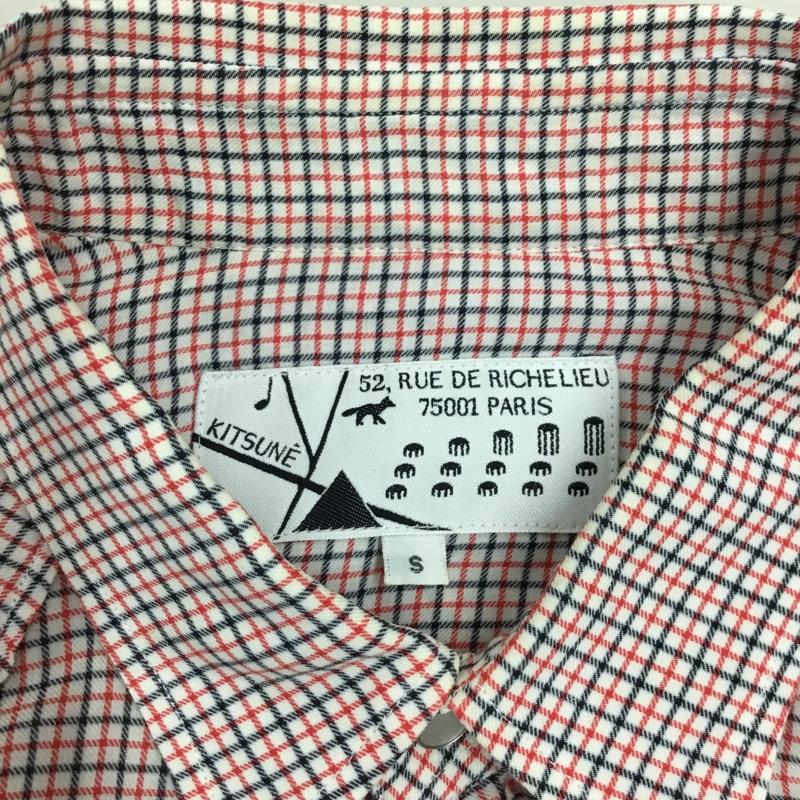 52, RUE DE RICHELIEU
75001 PARIS
KITSUNÉ
S